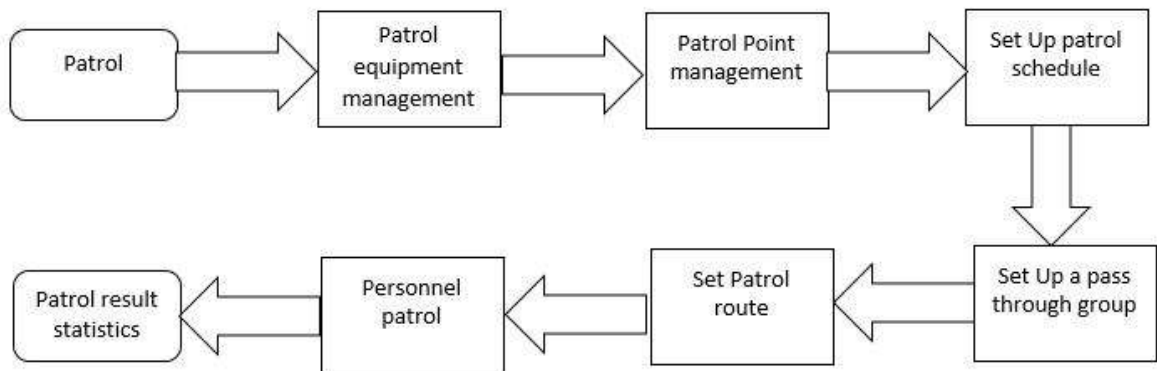 Patrol
Patrol
equipment
management
Patrol Point
management
Set Up patrol
schedule
Set Up a pass
through group
Set Patrol
route
Personnel
patrol
Patrol result
statistics